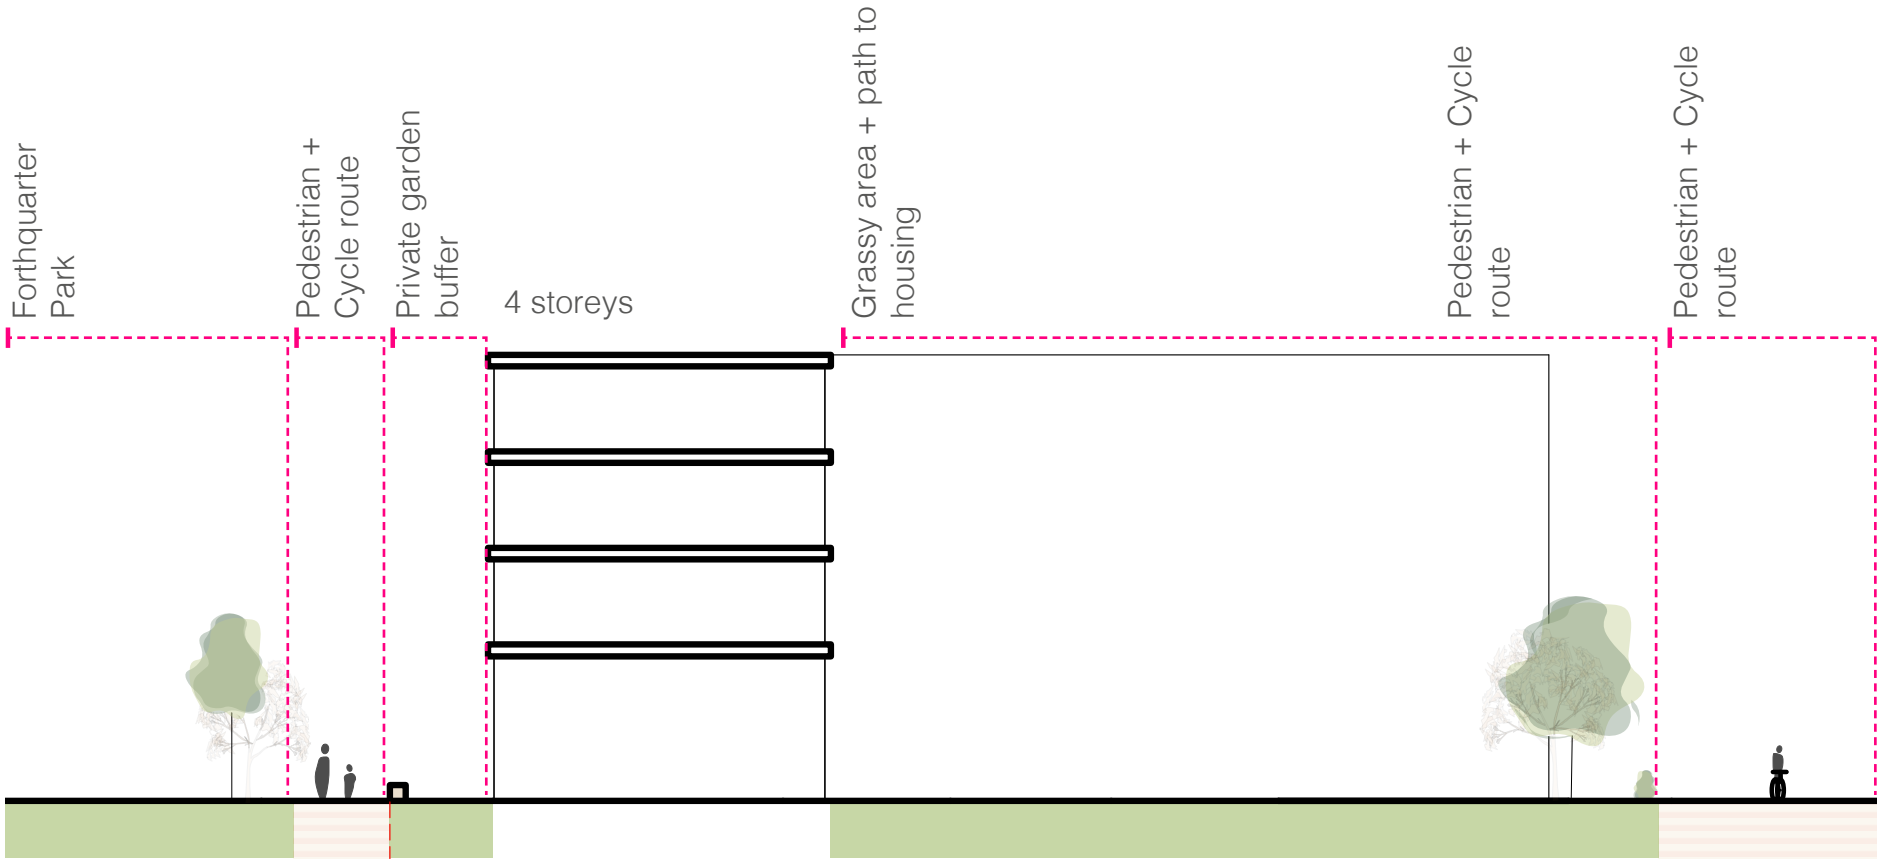 Forthquarter
Park
Pedestrian +
Cycle route
Private garden
buffer
4 storeys
Grassy area + path to
housing
Pedestrian + Cycle
route
Pedestrian + Cycle
route